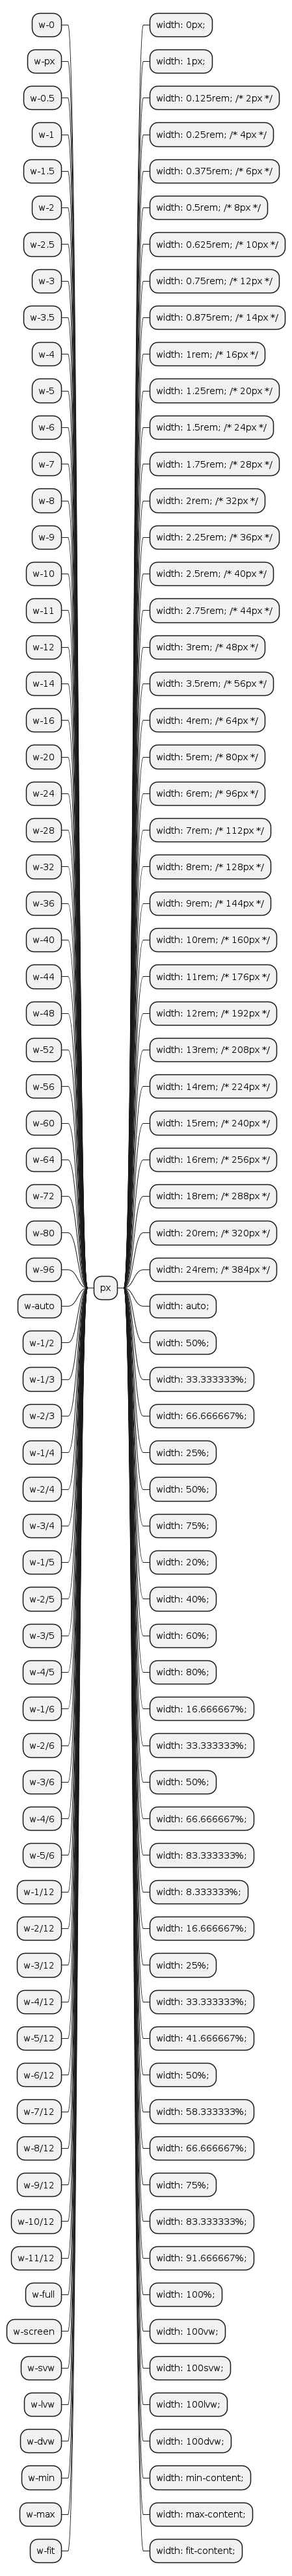 w-0 width: 0px;
w-px width: 1px;
w-0.5 width: 0.125rem; /* 2px */
w-1 width: 0.25rem; /* 4px */
w-1.5 width: 0.375rem; /* 6px */
w-2 width: 0.5rem; /* 8px */
w-2.5 width: 0.625rem; /* 10px */
w-3 width: 0.75rem; /* 12px */
w-3.5 width: 0.875rem; /* 14px */
w-4 width: 1rem; /* 16px */
w-5 width: 1.25rem; /* 20px */
w-6 width: 1.5rem; /* 24px */
w-7 width: 1.75rem; /* 28px */
w-8 width: 2rem; /* 32px */
w-9 width: 2.25rem; /* 36px */
w-10 width: 2.5rem; /* 40px */
w-11 width: 2.75rem; /* 44px */
w-12 width: 3rem; /* 48px */
w-14 width: 3.5rem; /* 56px */
w-16 width: 4rem; /* 64px */
w-20 width: 5rem; /* 80px */
w-24 width: 6rem; /* 96px */
w-28 width: 7rem; /* 112px */
w-32 width: 8rem; /* 128px */
w-36 width: 9rem; /* 144px */
w-40 width: 10rem; /* 160px */
w-44 width: 11rem; /* 176px */
w-48 width: 12rem; /* 192px */
w-52 width: 13rem; /* 208px */
w-56 width: 14rem; /* 224px */
w-60 width: 15rem; /* 240px */
w-64 width: 16rem; /* 256px */
w-72 width: 18rem; /* 288px */
w-80 width: 20rem; /* 320px */
w-96 width: 24rem; /* 384px */
px
w-auto width: auto;
w-1/2 width: 50%;
w-1/3 width: 33.333333%;
w-2/3 width: 66.666667%;
w-1/4 width: 25%;
w-2/4 width: 50%;
w-3/4 width: 75%;
w-1/5 width: 20%;
w-2/5 width: 40%;
w-3/5 width: 60%;
w-4/5 width: 80%;
w-1/6 width: 16.666667%;
w-2/6 width: 33.333333%;
w-3/6 width: 50%;
w-4/6 width: 66.666667%;
w-5/6 width: 83.333333%;
w-1/12 width: 8.333333%;
w-2/12 width: 16.666667%;
w-3/12 width: 25%;
w-4/12 width: 33.333333%;
w-5/12 width: 41.666667%;
w-6/12 width: 50%;
w-7/12 width: 58.333333%;
w-8/12 width: 66.666667%;
w-9/12 width: 75%;
w-10/12 width: 83.333333%;
w-11/12 width: 91.666667%;
w-full width: 100%;
w-screen width: 100vw;
w-svw width: 100svw;
w-lvw width: 100lvw;
w-dvw width: 100dvw;
w-min width: min-content;
w-max width: max-content;
w-fit width: fit-content;